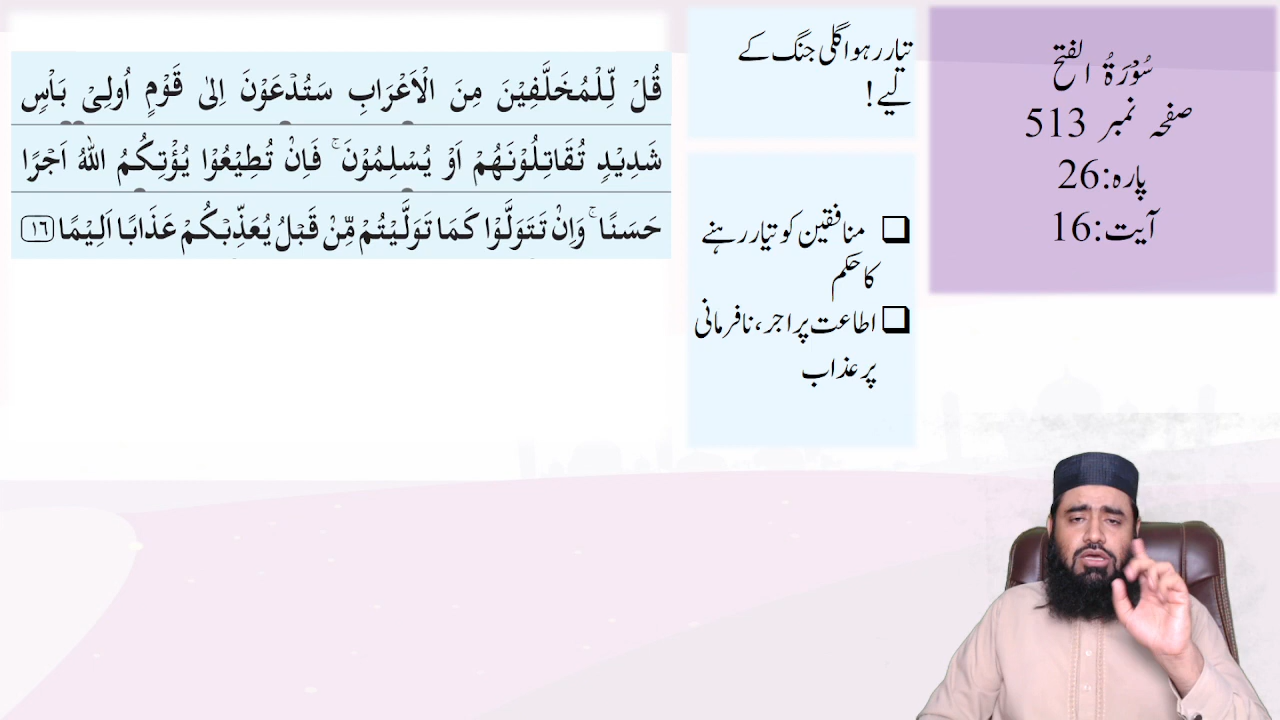 سُوْرَۃُ الفتح
صفحہ نمبر 513
پارہ:26
آیت:16
تیار رہو اگلی جنگ کے
لیے!
❑ منافقین کو تیار رہنے
کا حکم
❑ اطاعت پر اجر، نافرمانی
پر عذاب
قُلْ لِّلْمُخَلَّفِيْنَ مِنَ الْاَعْرَابِ سَتُدْعَوْنَ اِلٰى قَوْمٍ اُولِىْ بَاْسٍ
شَدِيْدٍ تُقَاتِلُوْنَهُمْ اَوْ يُسْلِمُوْنَ ۚ فَاِنْ تُطِيْعُوْا يُؤْتِكُمُ اللّٰهُ اَجْرًا
حَسَنًا ۚ وَاِنْ تَتَوَلَّوْا كَمَا تَوَلَّيْتُمْ مِّنْ قَبْلُ يُعَذِّبْكُمْ عَذَابًا اَلِيْمًا ١٦